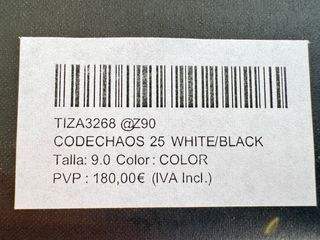 TIZA3268 @Z90
CODECHAOS 25 WHITE/BLACK
Talla: 9.0 Color: COLOR
PVP : 180,00€ (IVA Incl.)